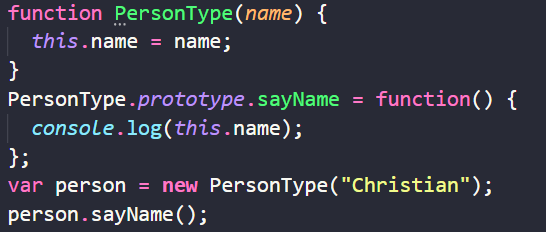 function PersonType(name) {
  this.name = name;
}
PersonType.prototype.sayName = function() {
  console.log(this.name);
};
var person = new PersonType("Christian");
person.sayName();